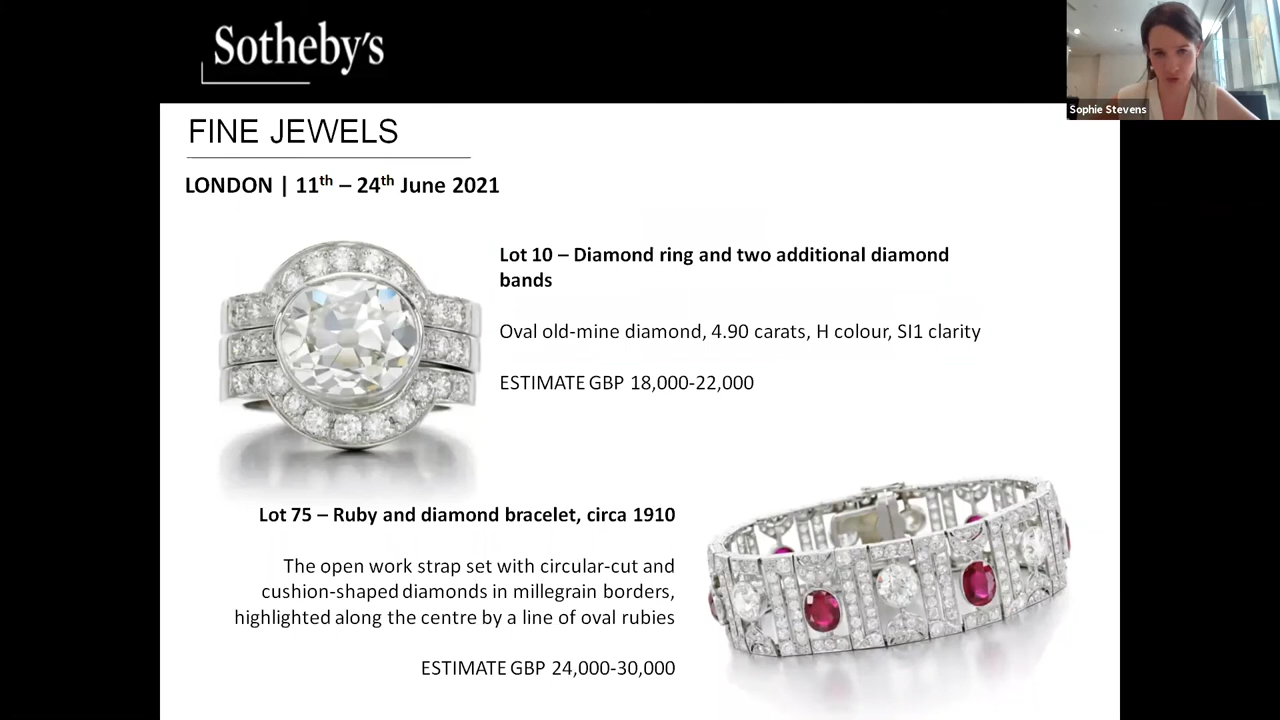 Sotheby's
Sophie Stevens
FINE JEWELS
LONDON | 11th – 24th June 2021
Lot 10 – Diamond ring and two additional diamond
bands
Oval old-mine diamond, 4.90 carats, H colour, SI1 clarity
ESTIMATE GBP 18,000-22,000
Lot 75 – Ruby and diamond bracelet, circa 1910
The open work strap set with circular-cut and
cushion-shaped diamonds in millegrain borders,
highlighted along the centre by a line of oval rubies
ESTIMATE GBP 24,000-30,000